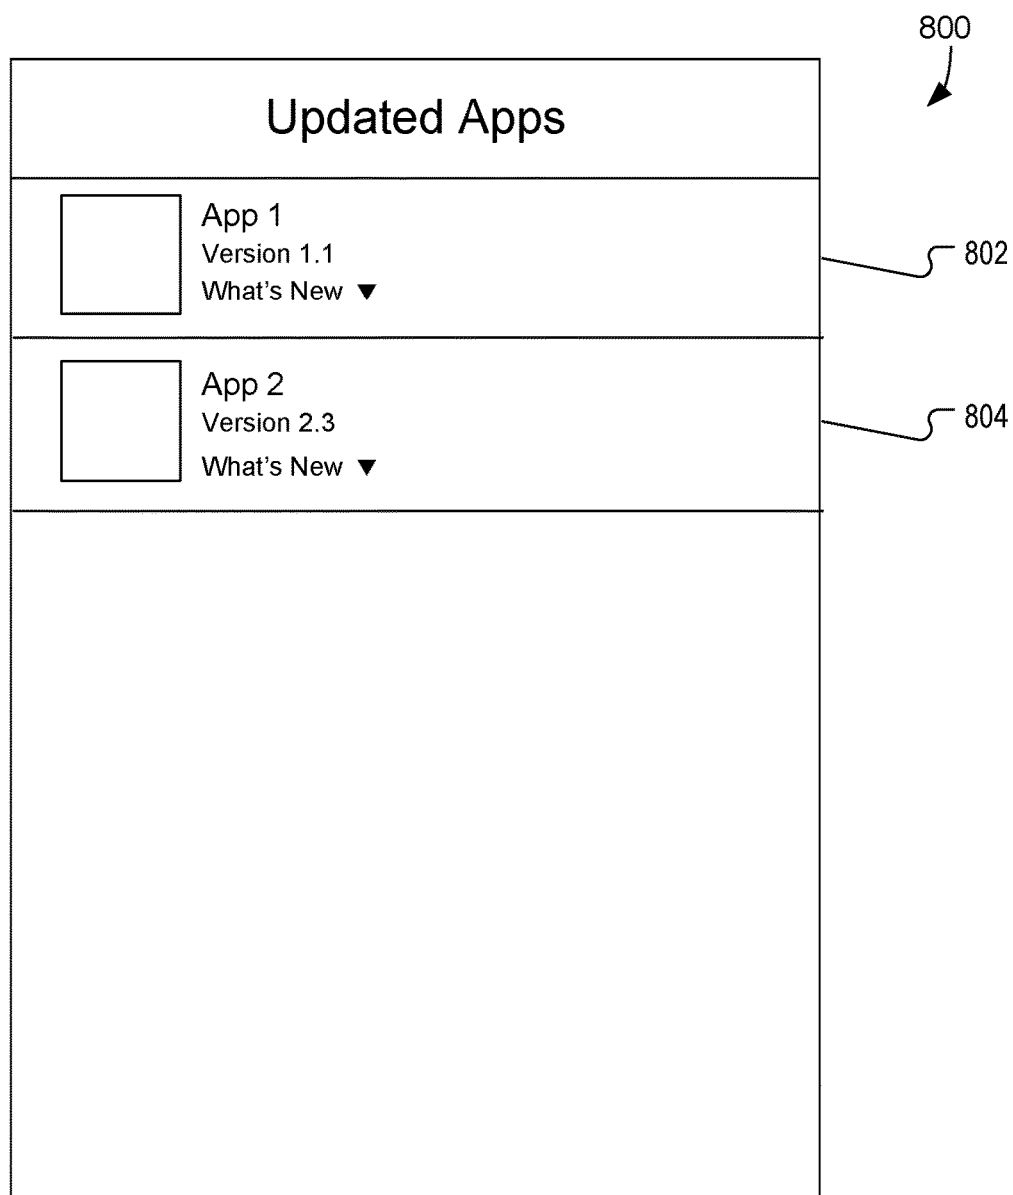 800
Updated Apps
App 1
Version 1.1
What's New ▼
802
App 2
Version 2.3
What's New ▼
804